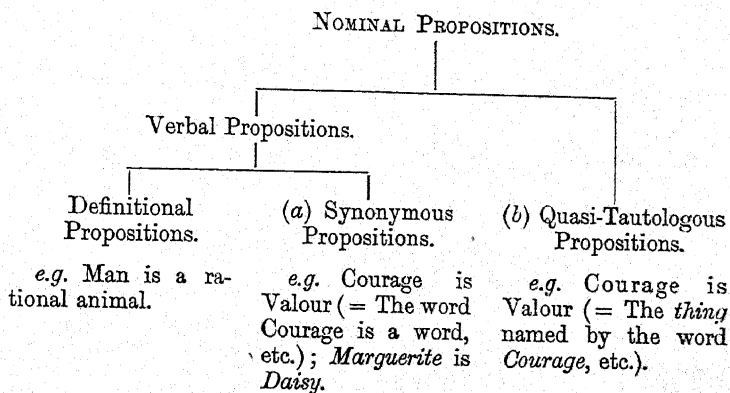 NOMINAL PROPOSITIONS.
Verbal Propositions.
Definitional
Propositions.
e.g. Man is a ra-
tional animal.
(a) Synonymous
Propositions.
e.g. Courage is
Valour (= The word
Courage is a word,
etc.); Marguerite is
Daisy.
(b) Quasi-Tautologous
Propositions.
e.g. Courage is
Valour (= The thing
named by the word
Courage, etc.).